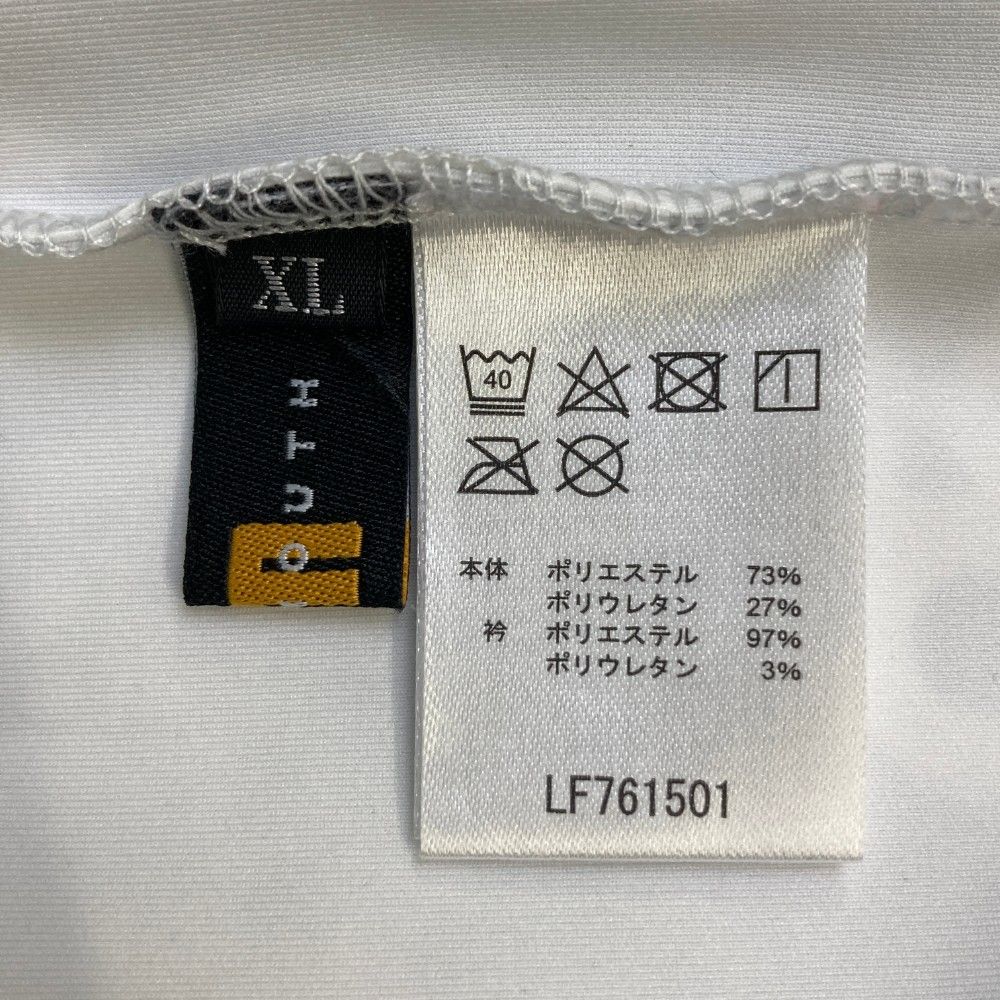 XL
40
本体 ポリエステル 73%
ポリウレタン 27%
衿 ポリエステル 97%
ポリウレタン 3%
LF761501